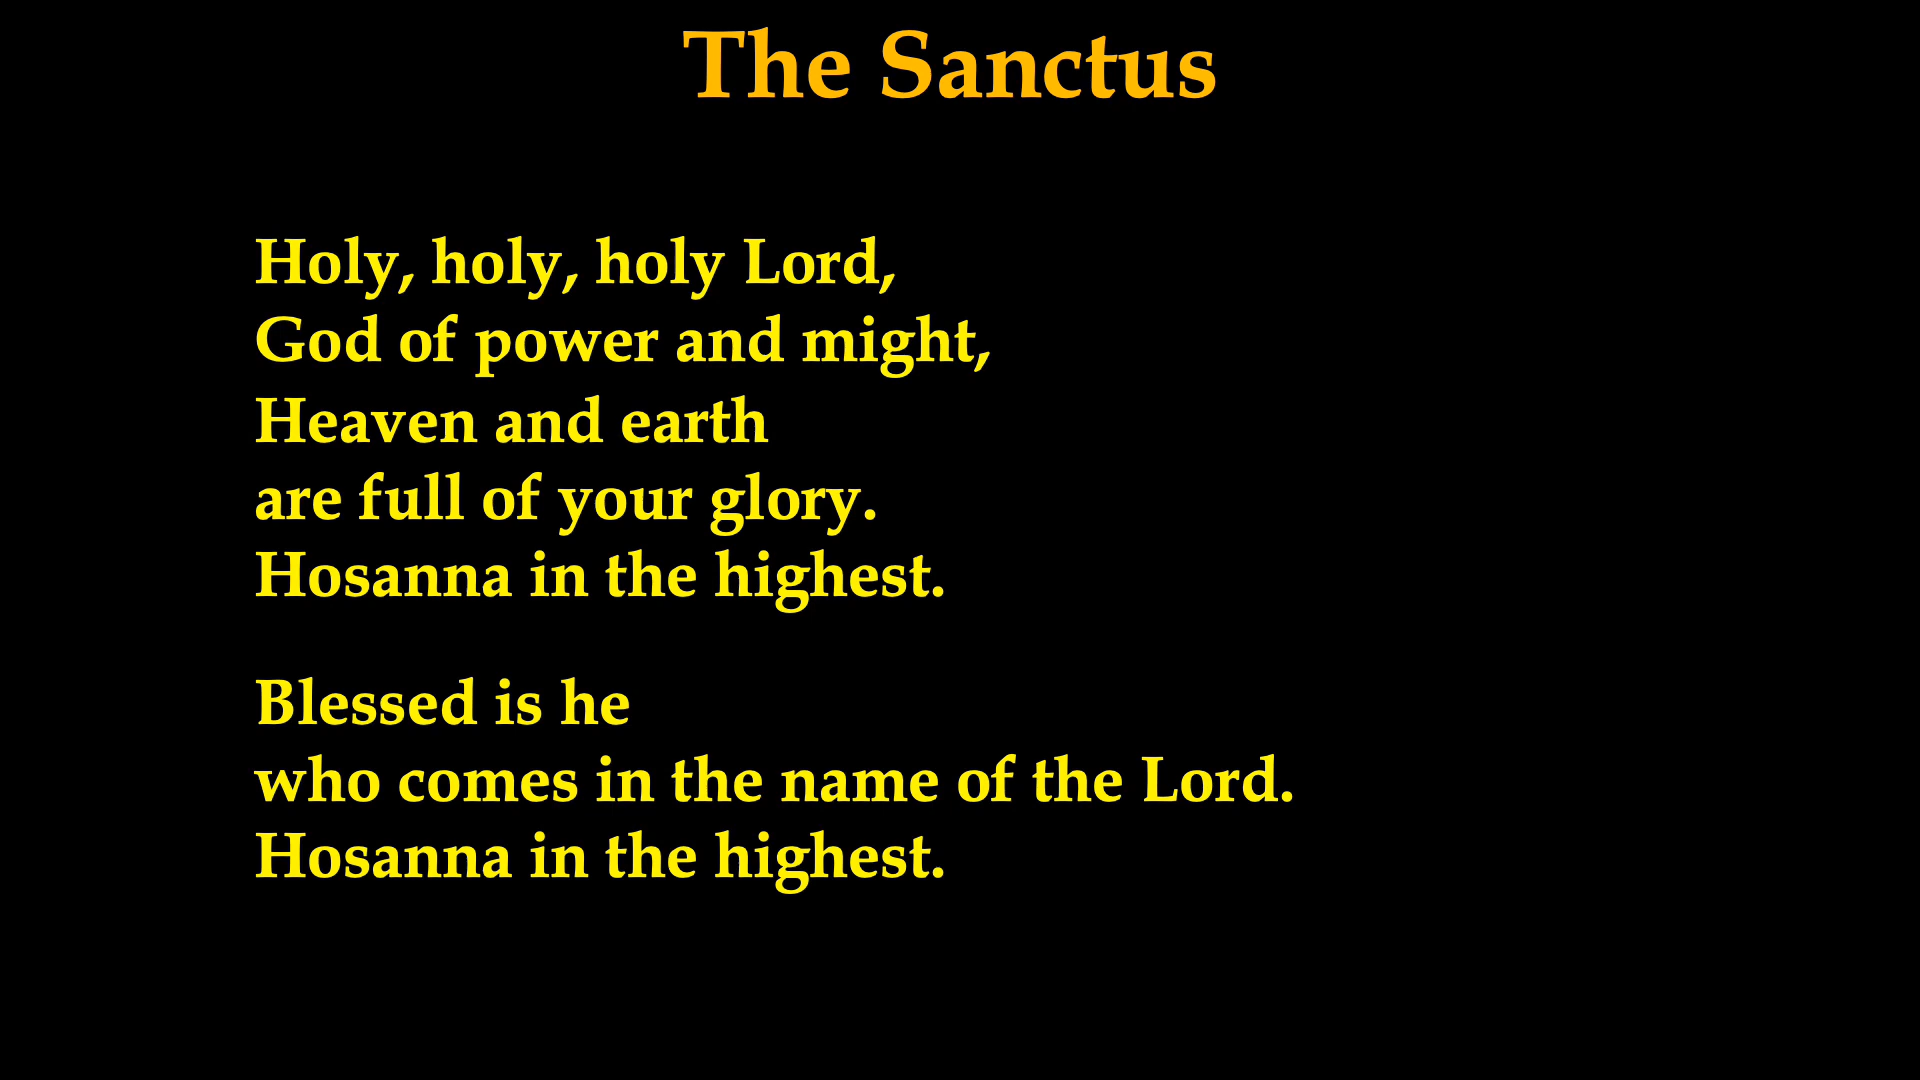 The Sanctus
Holy, holy, holy Lord,
God of power and might,
Heaven and earth
are full of your glory.
Hosanna in the highest.
Blessed is he
who comes in the name of the Lord.
Hosanna in the highest.